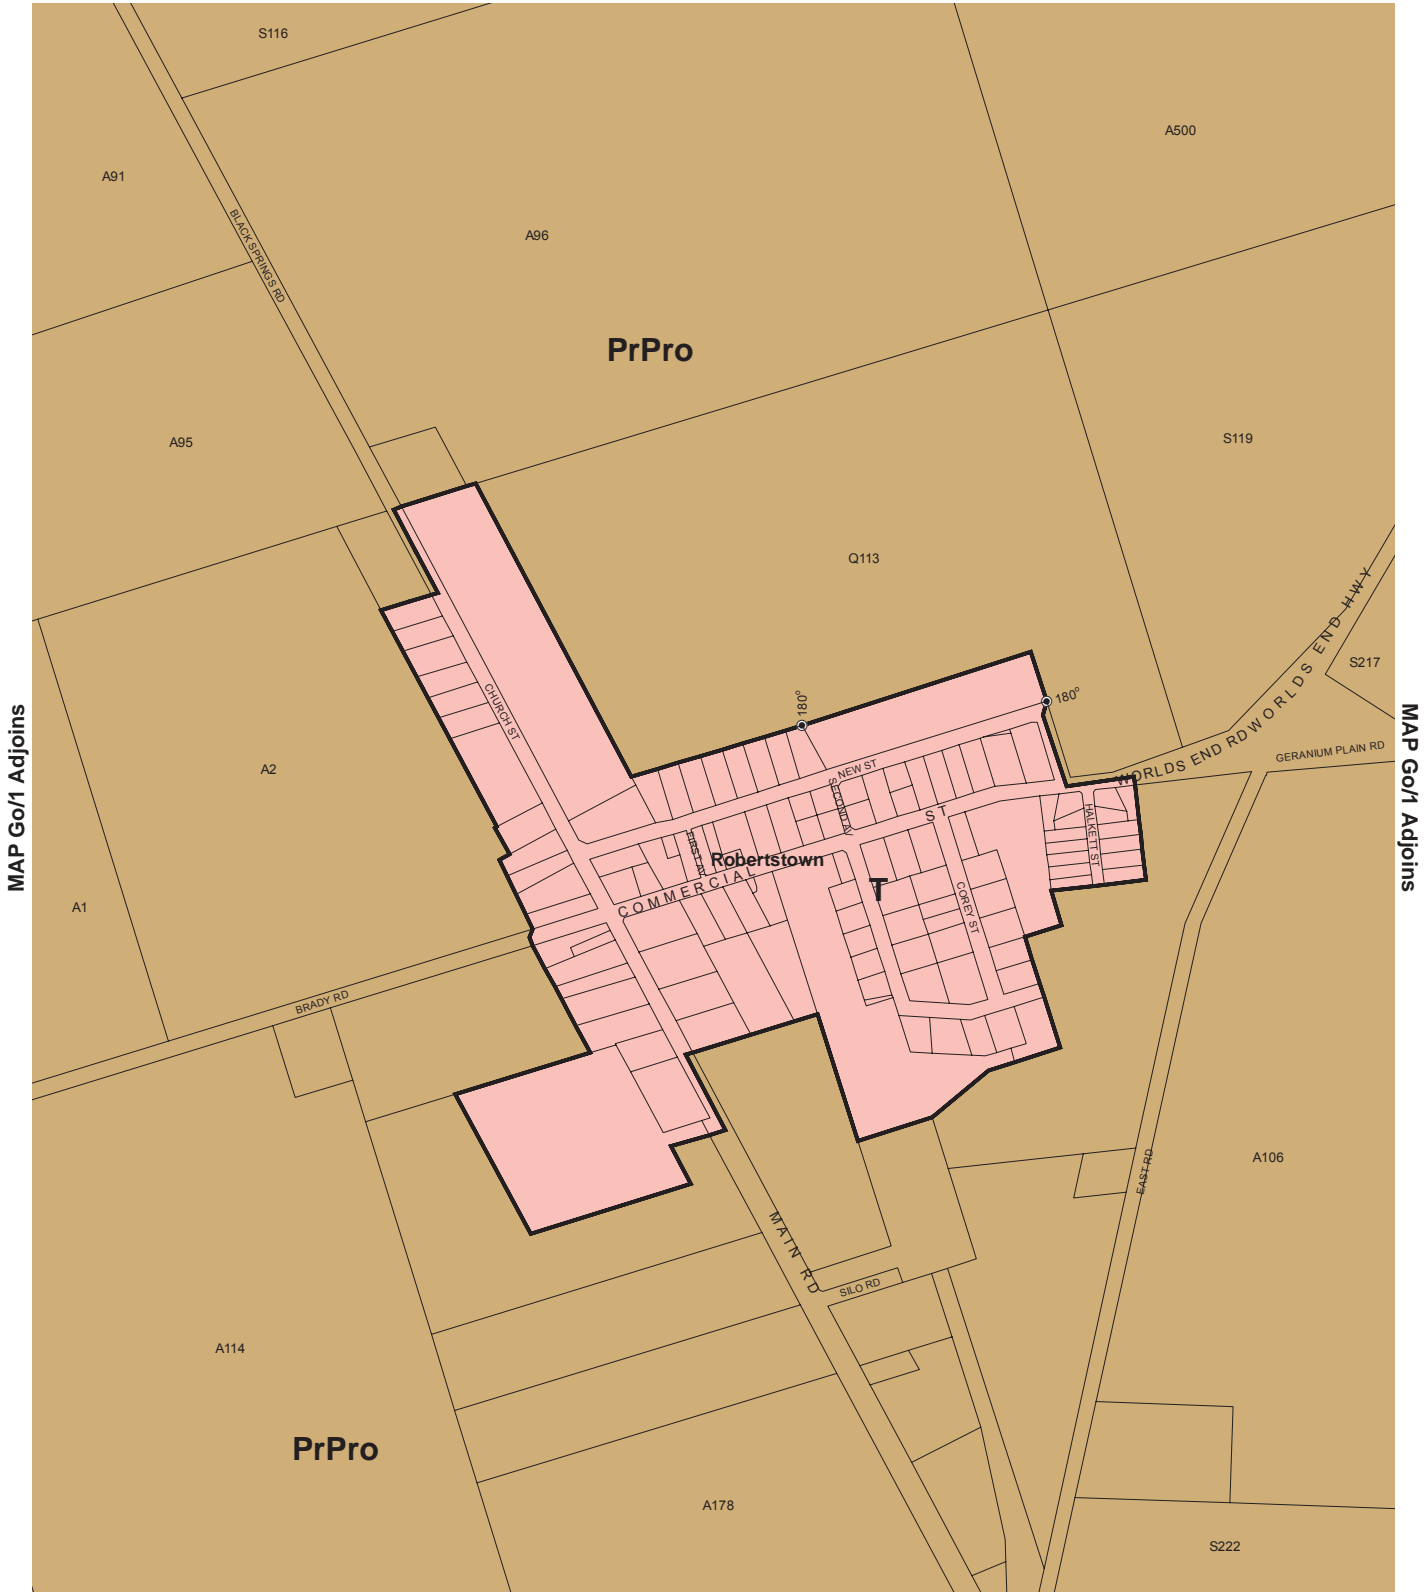 S116
A500
A91
BLACK SPRINGS RD
A96
PrPro
A95
S119
Q113
WORLDS END HWY
S217
180°
180°
CHURCH ST
MAP Go/1 Adjoins
MAP Go/1 Adjoins
A2
NEW ST
WORLDS END RD
GERANIUM PLAIN RD
SECOND AV
ST
HALKETT ST
FIRST AV
Robertstown
COMMERCIAL
T
COREY ST
A1
BRADY RD
EAST RD
A106
MAIN RD
SILO RD
A114
PrPro
A178
S222